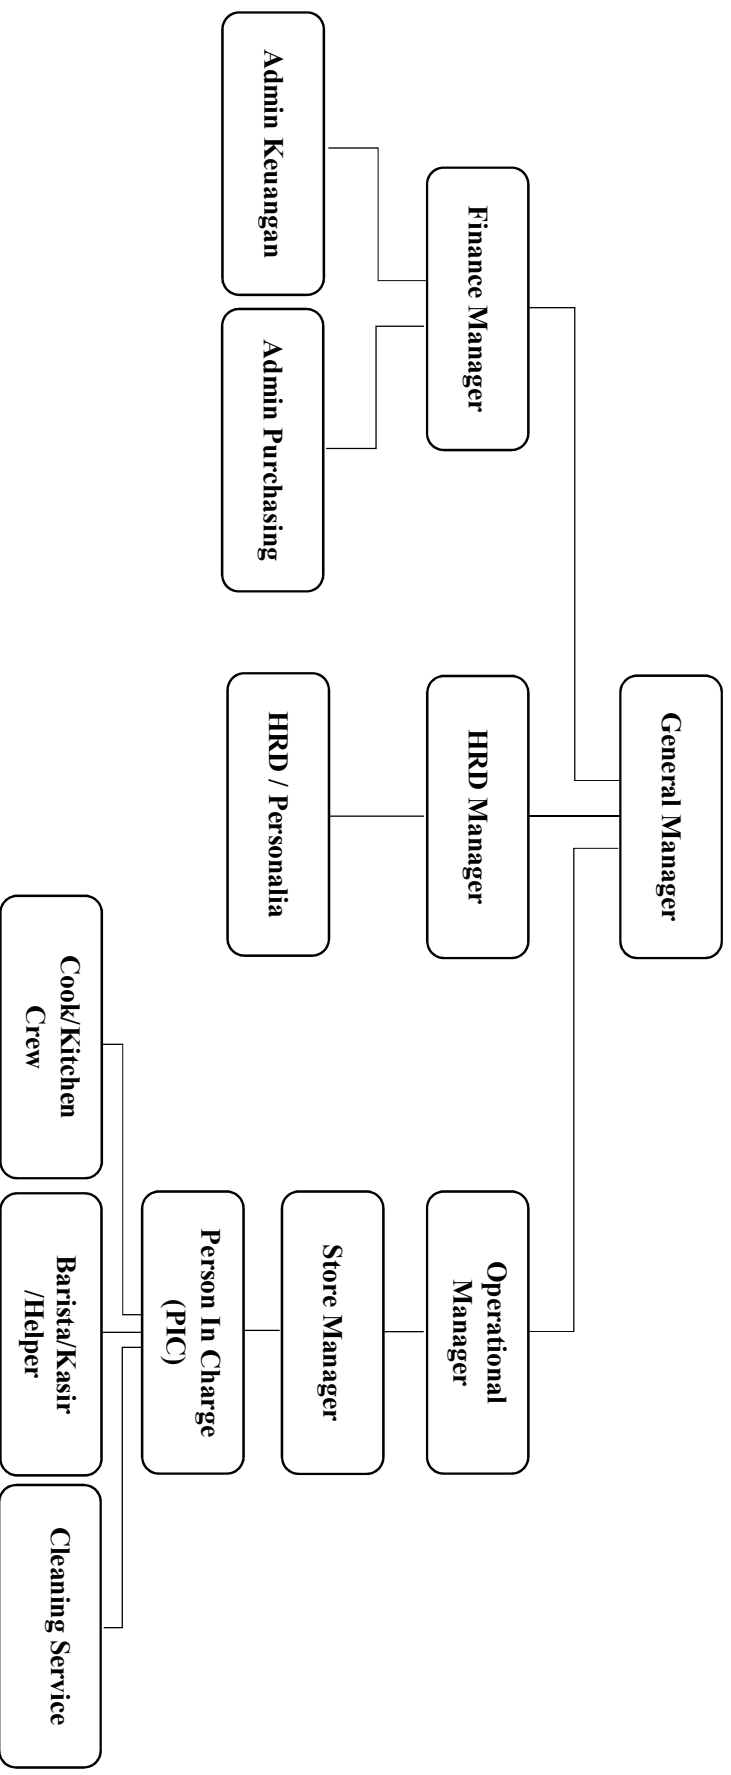 General Manager
Finance Manager
HRD Manager
Operational
Manager
Admin Keuangan
Admin Purchasing
HRD / Personalia
Store Manager
Person In Charge
(PIC)
Cook/Kitchen
Crew
Barista/Kasir
/Helper
Cleaning Service